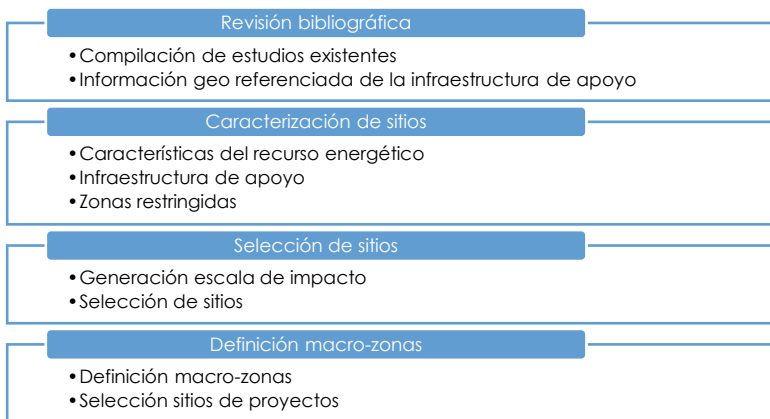 Revisión bibliográfica
•Compilación de estudios existentes
•Información geo referenciada de la infraestructura de apoyo
Caracterización de sitios
•Características del recurso energético
•Infraestructura de apoyo
•Zonas restringidas
Selección de sitios
•Generación escala de impacto
•Selección de sitios
Definición macro-zonas
•Definición macro-zonas
•Selección sitios de proyectos